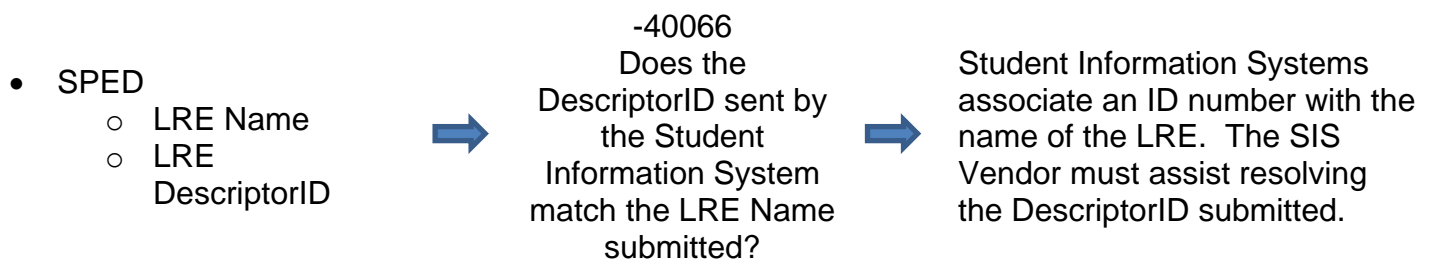 • SPED
o LRE Name
o LRE
DescriptorID
-40066
Does the
DescriptorID sent by
the Student
Information System
match the LRE Name
submitted?
Student Information Systems
associate an ID number with the
name of the LRE.  The SIS
Vendor must assist resolving
the DescriptorID submitted.